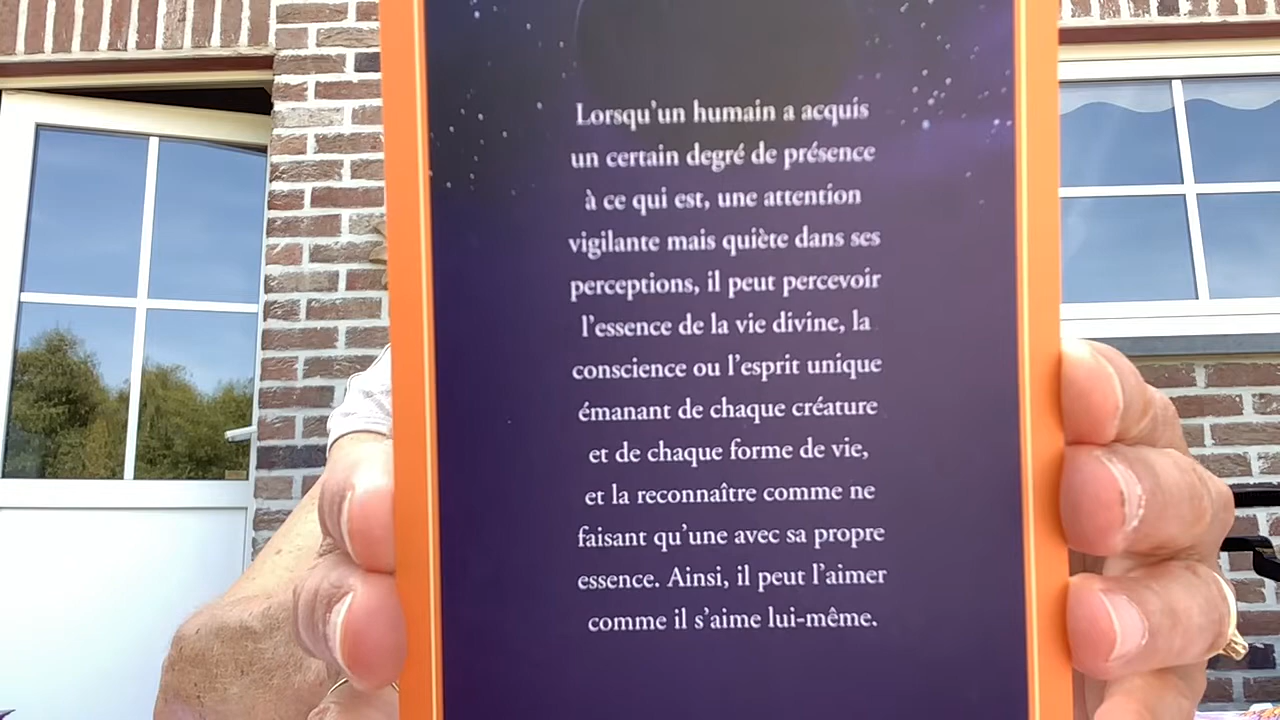 Lorsqu'un humain a acquis
un certain degré de présence
à ce qui est, une attention
vigilante mais quiète dans ses
perceptions, il peut percevoir
l'essence de la vie divine, la
conscience ou l'esprit unique
émanant de chaque créature
et de chaque forme de vie,
et la reconnaître comme ne
faisant qu'une avec sa propre
essence. Ainsi, il peut l'aimer
comme il s'aime lui-même.